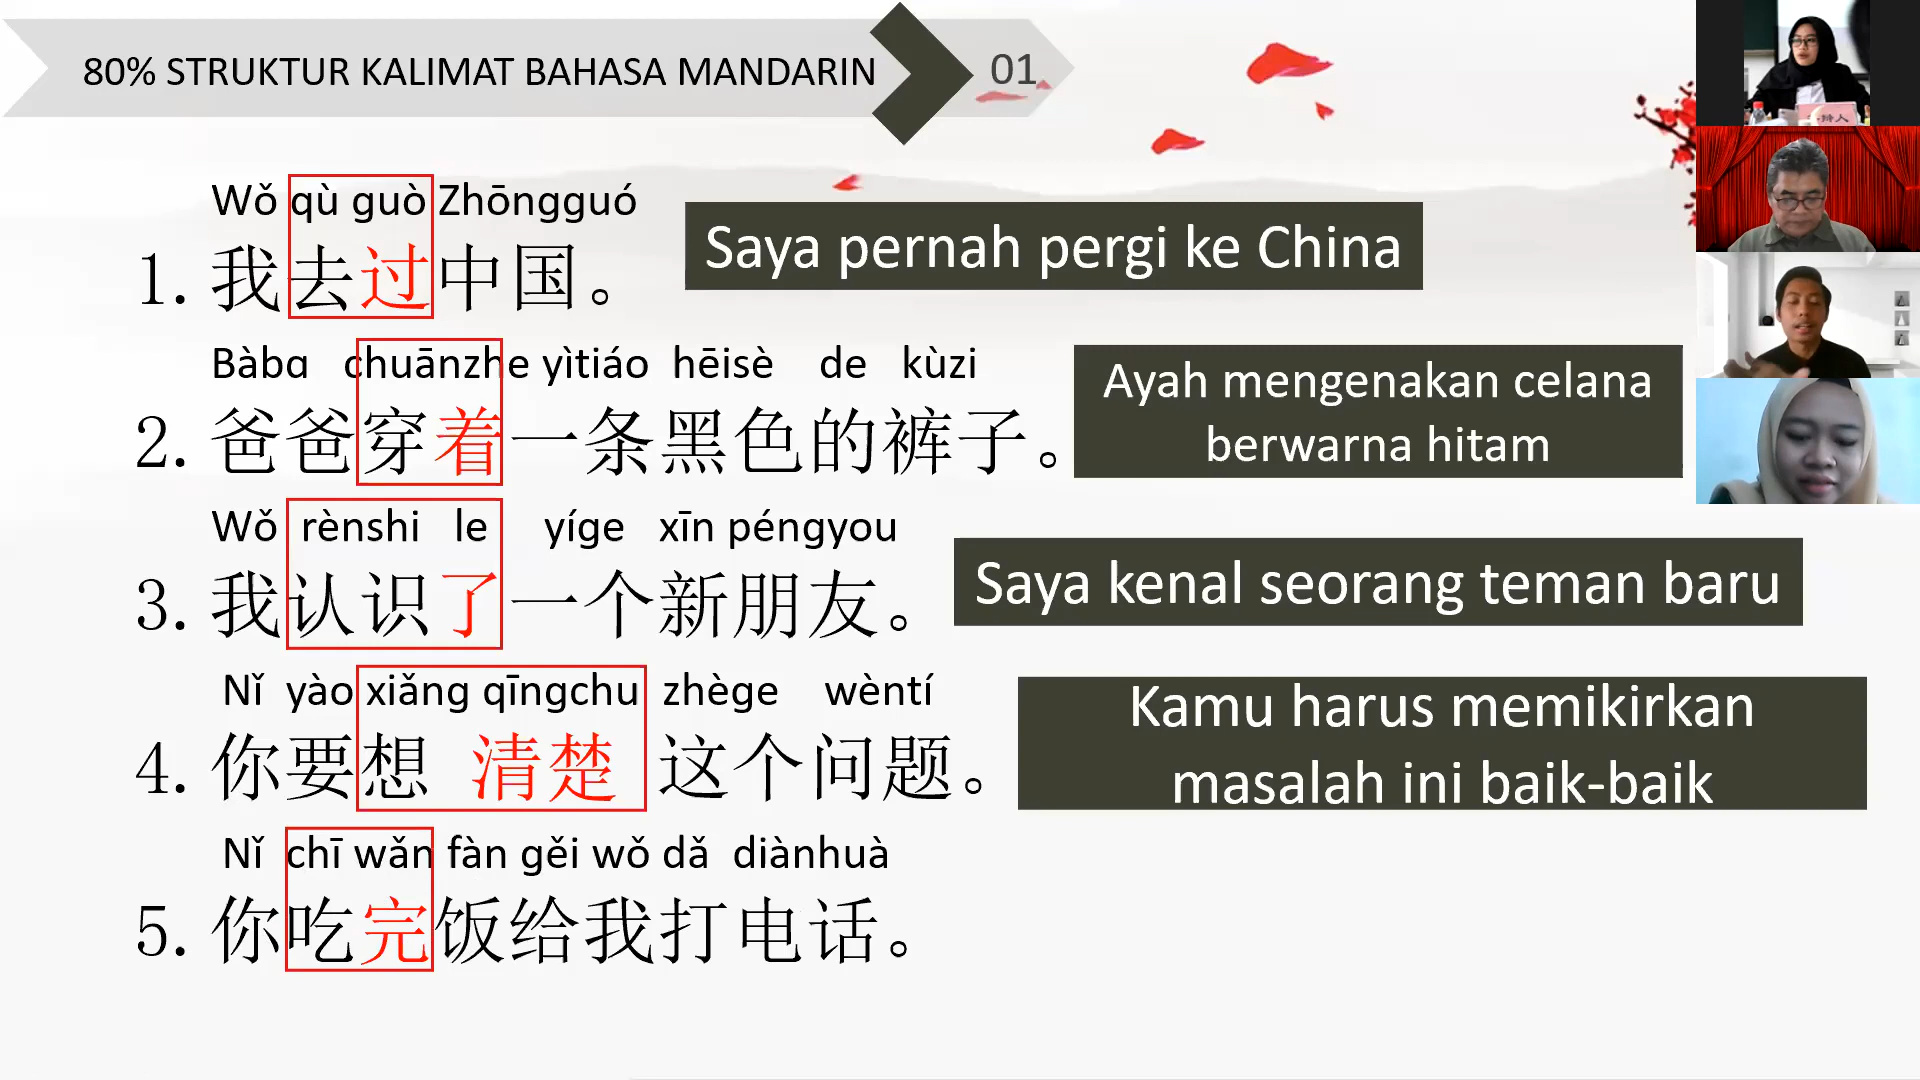 80% STRUKTUR KALIMAT BAHASA MANDARIN
01
Wǒ qù guò Zhōngguó
1. 我去过中国。
Saya pernah pergi ke China
Bàbɑ chuānzhe yìtiáo hēisè de kùzi
2. 爸爸穿着一条黑色的裤子。
Ayah mengenakan celana
berwarna hitam
Wǒ rènshi le yíge xīn péngyou
3. 我认识了一个新朋友。
Saya kenal seorang teman baru
Nǐ yào xiǎng qīngchu zhège wèntí
4. 你要想 清楚 这个问题。
Kamu harus memikirkan
masalah ini baik-baik
Nǐ chī wǎn fàn gěi wǒ dǎ diànhuà
5. 你吃完饭给我打电话。
辩人